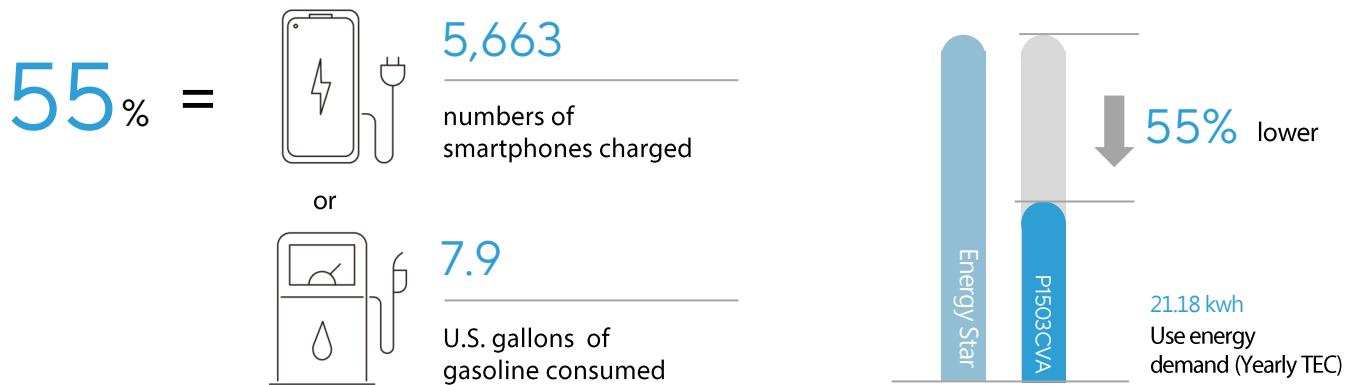 55% =
5,663
numbers of
smartphones charged
or
7.9
U.S. gallons of
gasoline consumed
Energy Star
P1503CVA
55% lower
21.18 kwh
Use energy
demand (Yearly TEC)